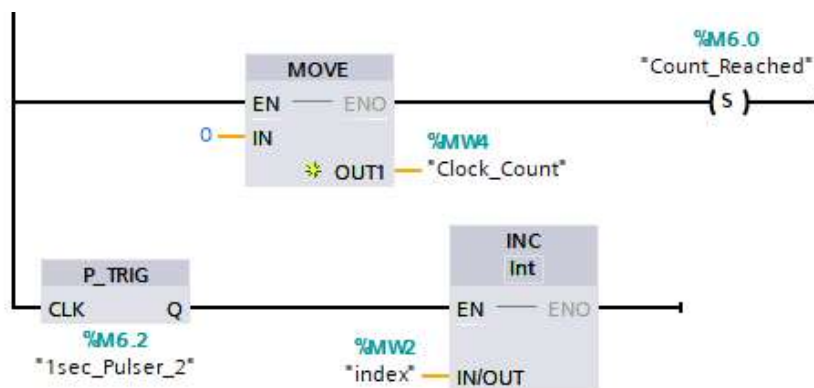 %M6.0
"Count_Reached"
MOVE
EN ENO
( S )
0 IN
%MW4
OUT1 "Clock_Count"
INC
Int
P_TRIG
CLK Q
EN ENO
%M6.2
"1sec_Pulser_2"
%MW2
"index" IN/OUT